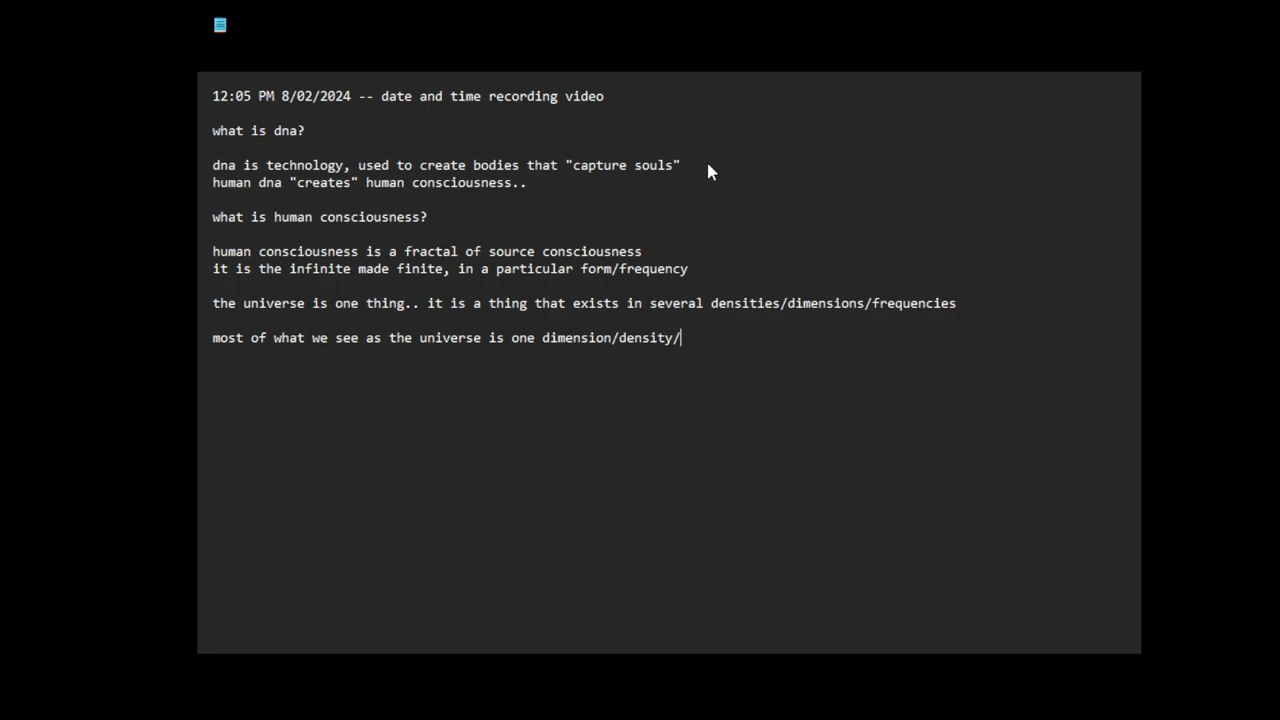 12:05 PM 8/02/2024 -- date and time recording video
what is dna?
dna is technology, used to create bodies that "capture souls"
human dna "creates" human consciousness..
what is human consciousness?
human consciousness is a fractal of source consciousness
it is the infinite made finite, in a particular form/frequency
the universe is one thing.. it is a thing that exists in several densities/dimensions/frequencies
most of what we see as the universe is one dimension/density/